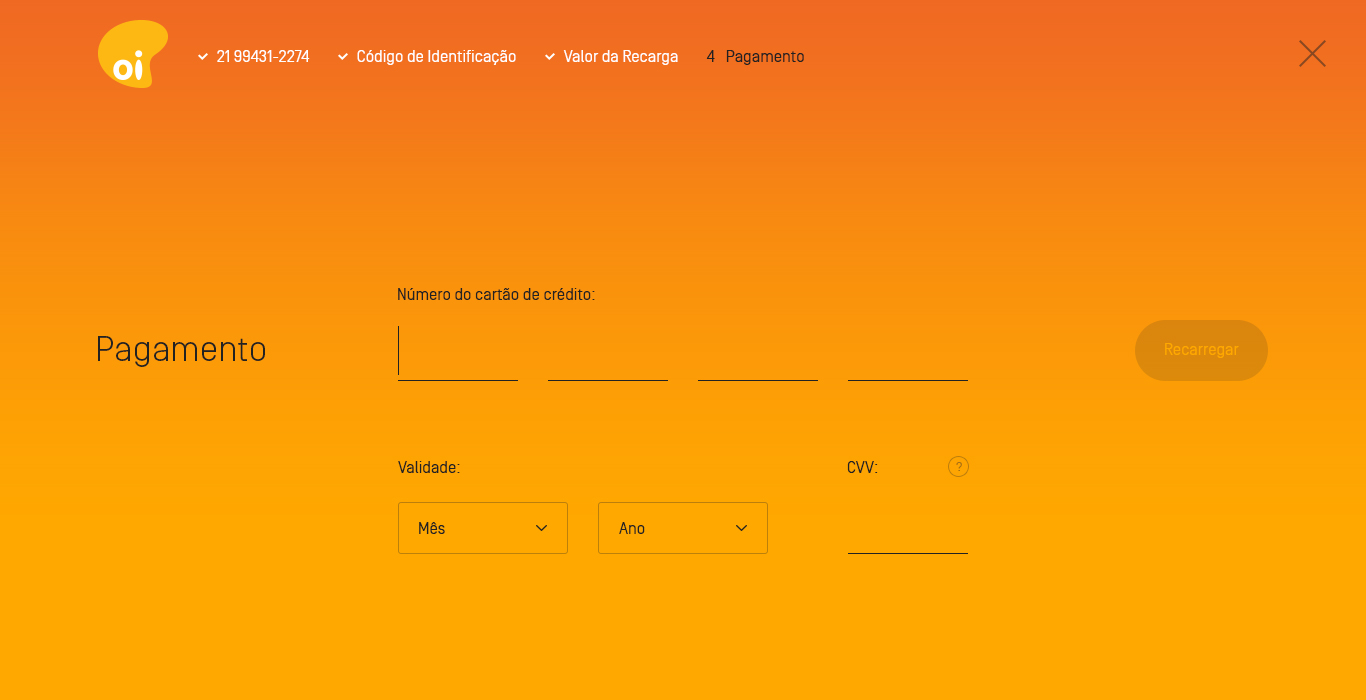 oi
21 99431-2274 Código de Identificação Valor da Recarga 4 Pagamento
Número do cartão de crédito:
Pagamento
Recarregar
Validade:
CVV: ?
Mês Ano